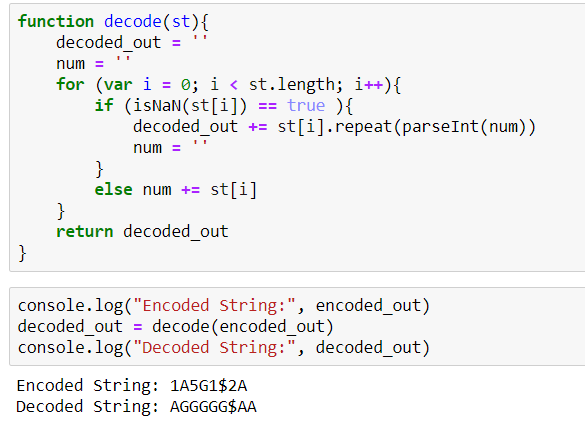 function decode(st){
    decoded_out = ''
    num = ''
    for (var i = 0; i < st.length; i++){
        if (isNaN(st[i]) == true ){
            decoded_out += st[i].repeat(parseInt(num))
            num = ''
        }
        else num += st[i]
    }
    return decoded_out
}
console.log("Encoded String:", encoded_out)
decoded_out = decode(encoded_out)
console.log("Decoded String:", decoded_out)
Encoded String: 1A5G1$2A
Decoded String: AGGGGG$AA